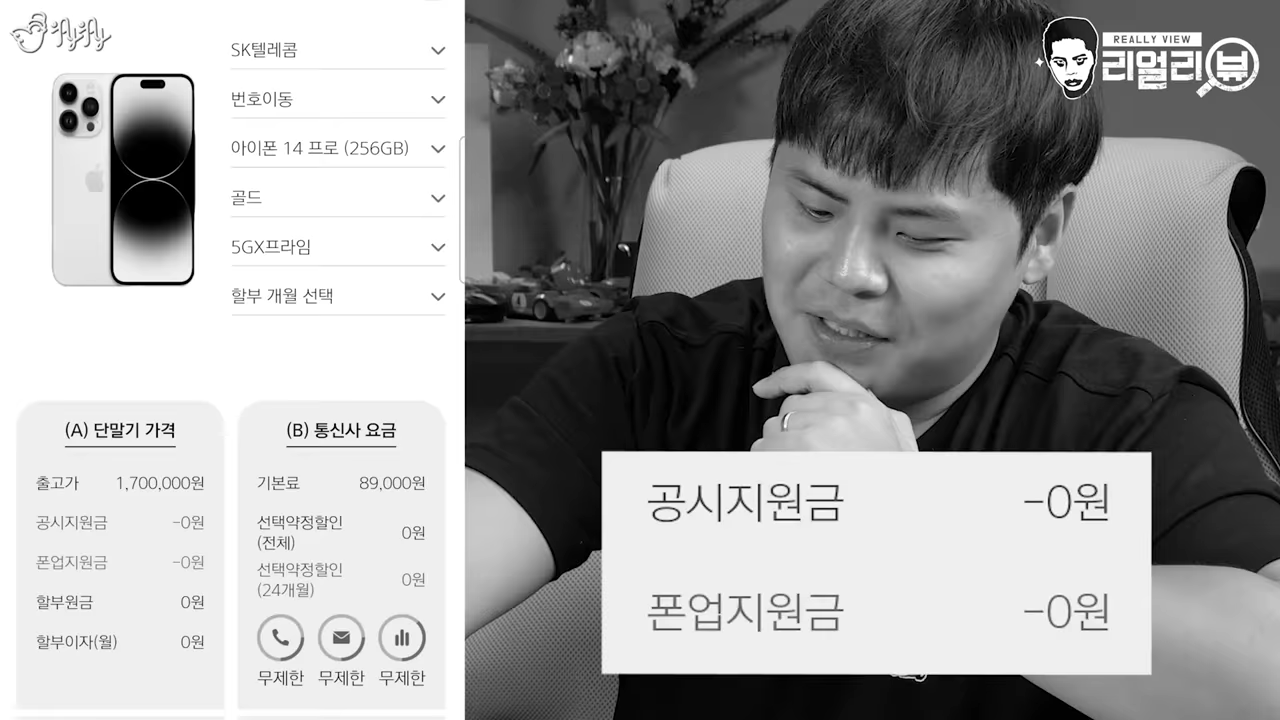 REALLY VIEW
리얼리뷰
SK텔레콤
번호이동
아이폰 14 프로 (256GB)
골드
5GX프라임
할부 개월 선택
(A) 단말기 가격
출고가 1,700,000원
공시지원금 -0원
폰업지원금 -0원
할부원금 0원
할부이자(월) 0원
(B) 통신사 요금
기본료 89,000원
선택약정할인
(전체) 0원
선택약정할인
(24개월) 0원
무제한 무제한 무제한
공시지원금 -0원
폰업지원금 -0원